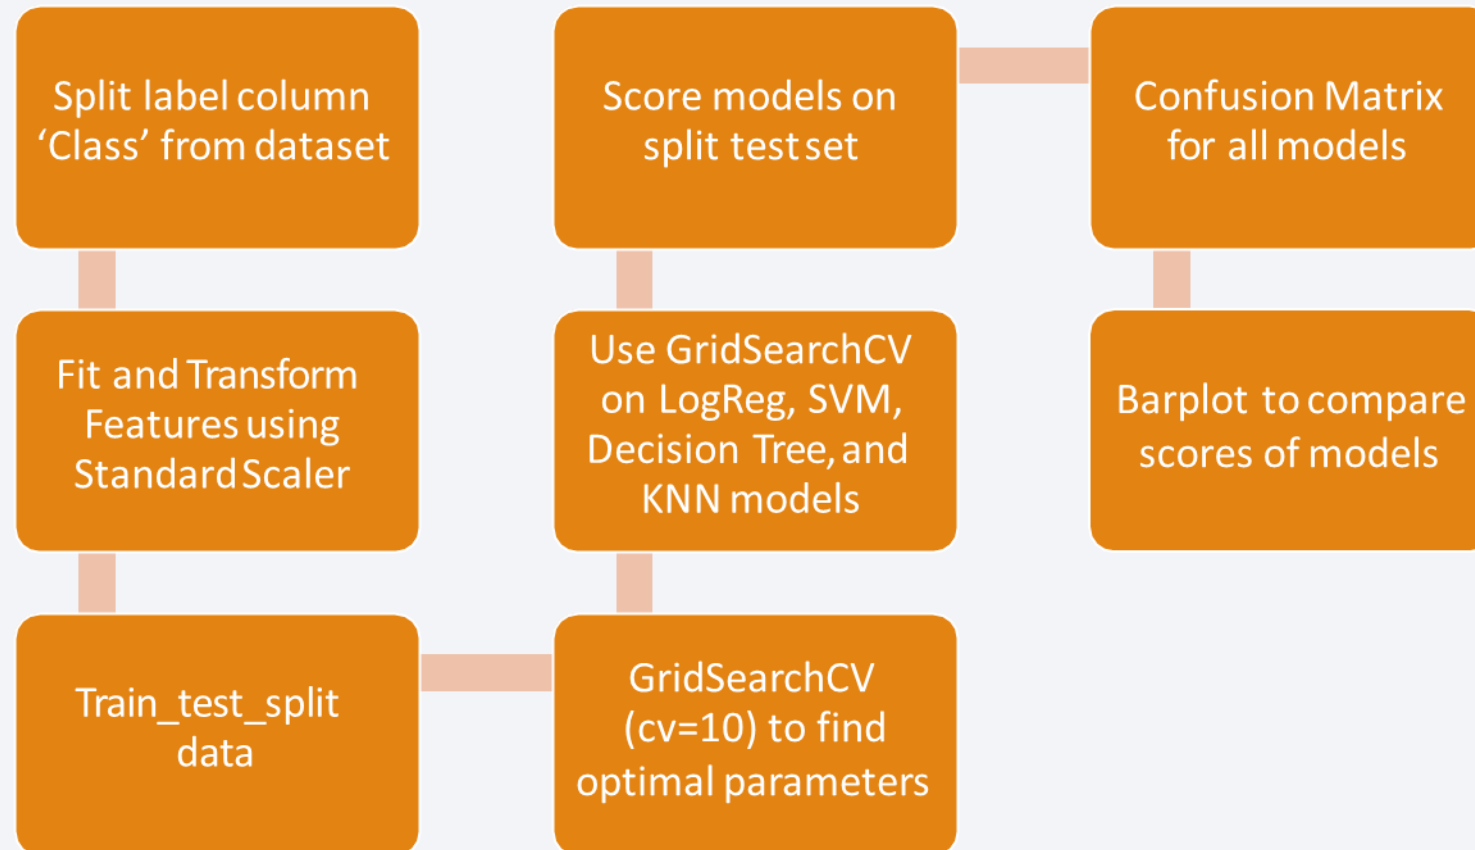 Split label column
‘Class’ from dataset
Fit and Transform
Features using
Standard Scaler
Train_test_split
data
GridSearchCV
(cv=10) to find
optimal parameters
Use GridSearchCV
on LogReg, SVM,
Decision Tree, and
KNN models
Score models on
split test set
Confusion Matrix
for all models
Barplot to compare
scores of models